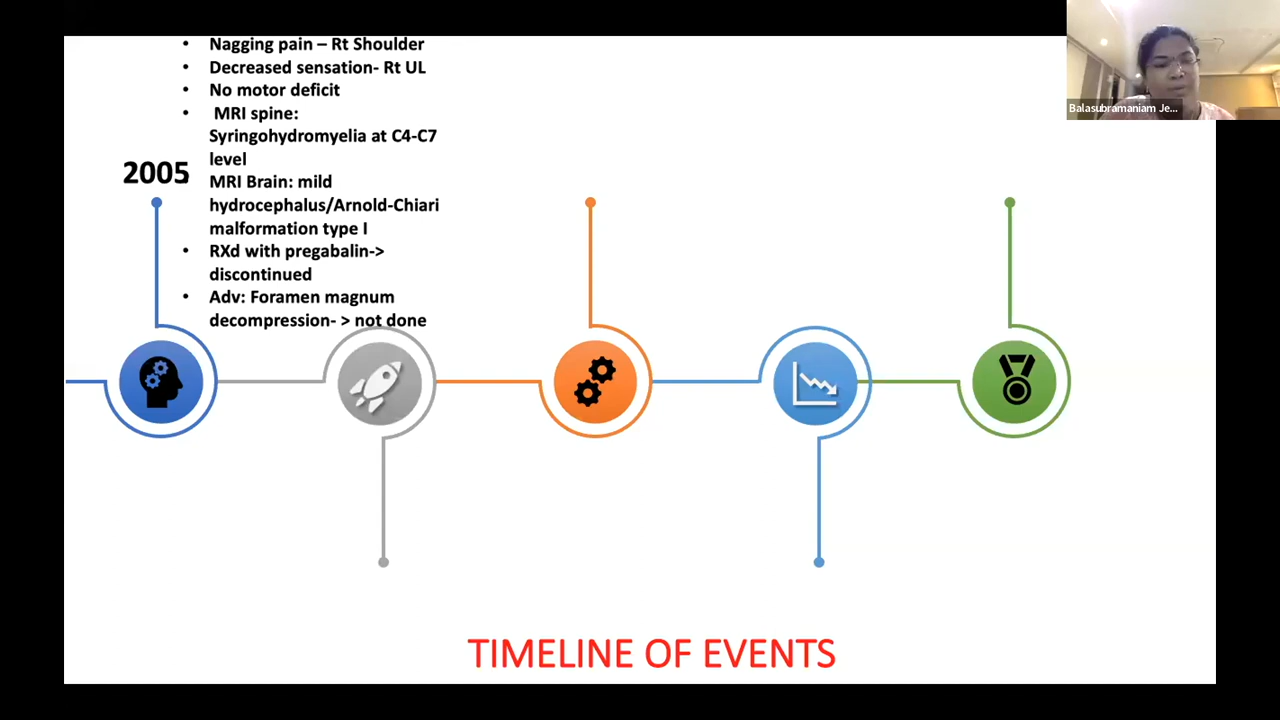 • Nagging pain – Rt Shoulder
• Decreased sensation- Rt UL
• No motor deficit
• MRI spine:
Syringohydromyelia at C4-C7
level
2005
MRI Brain: mild
hydrocephalus/Arnold-Chiari
malformation type I
• RXd with pregabalin->
discontinued
• Adv: Foramen magnum
decompression- > not done
TIMELINE OF EVENTS
Balasubramaniam Je...